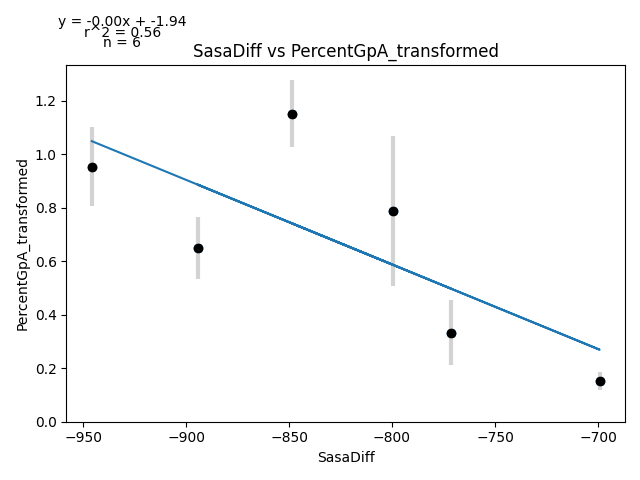 y = -0.00x + -1.94
r^2 = 0.56
n = 6
SasaDiff vs PercentGpA_transformed
PercentGpA_transformed
1.2
1.0
0.8
0.6
0.4
0.2
0.0
−950 −900 −850 −800 −750 −700
SasaDiff